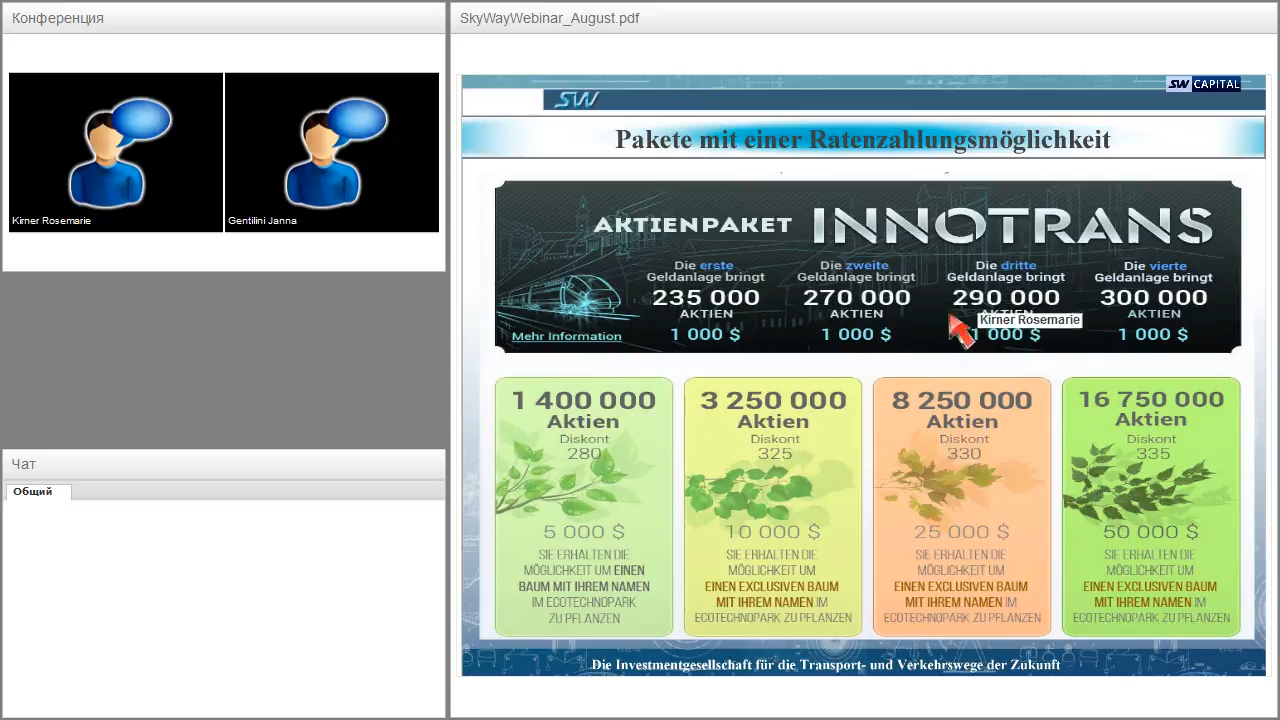 Конференция
Kirner Rosemarie
Gentilini Janna
Чат
Общий
SkyWayWebinar_August.pdf
SW CAPITAL
SW
Pakete mit einer Ratenzahlungsmöglichkeit
AKTIENPAKET INNOTRANS
Die erste
Geldanlage bringt
235 000
AKTIEN
1 000 $
Die zweite
Geldanlage bringt
270 000
AKTIEN
1 000 $
Die dritte
Geldanlage bringt
290 000
AKTIEN
Kirner Rosemarie
1 000 $
Die vierte
Geldanlage bringt
300 000
AKTIEN
1 000 $
Mehr Information
1 400 000
Aktien
Diskont
280
5 000 $
SIE ERHALTEN DIE
MÖGLICHKEIT UM EINEN
BAUM MIT IHREM NAMEN
IM ECOTECHNOPARK
ZU PFLANZEN
3 250 000
Aktien
Diskont
325
10 000 $
SIE ERHALTEN DIE
MÖGLICHKEIT UM
EINEN EXCLUSIVEN BAUM
MIT IHREM NAMEN IM
ECOTECHNOPARK ZU PFLANZEN
8 250 000
Aktien
Diskont
330
25 000 $
SIE ERHALTEN DIE
MÖGLICHKEIT UM
EINEN EXCLUSIVEN BAUM
MIT IHREM NAMEN IM
ECOTECHNOPARK ZU PFLANZEN
16 750 000
Aktien
Diskont
335
50 000 $
SIE ERHALTEN DIE
MÖGLICHKEIT UM
EINEN EXCLUSIVEN BAUM
MIT IHREM NAMEN IM
ECOTECHNOPARK ZU PFLANZEN
Die Investmentgesellschaft für die Transport- und Verkehrswege der Zukunft